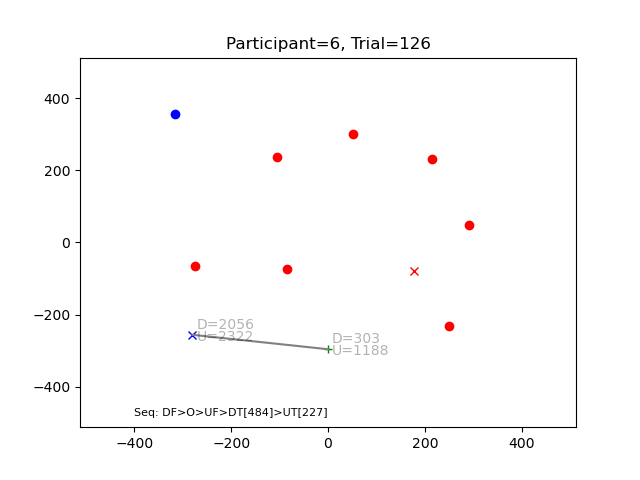 Participant=6, Trial=126
400
200
0
−200
−400
D=2056
U=2322
D=303
U=1188
Seq: DF>O>UF>DT[484]>UT[227]
−400 −200 0 200 400